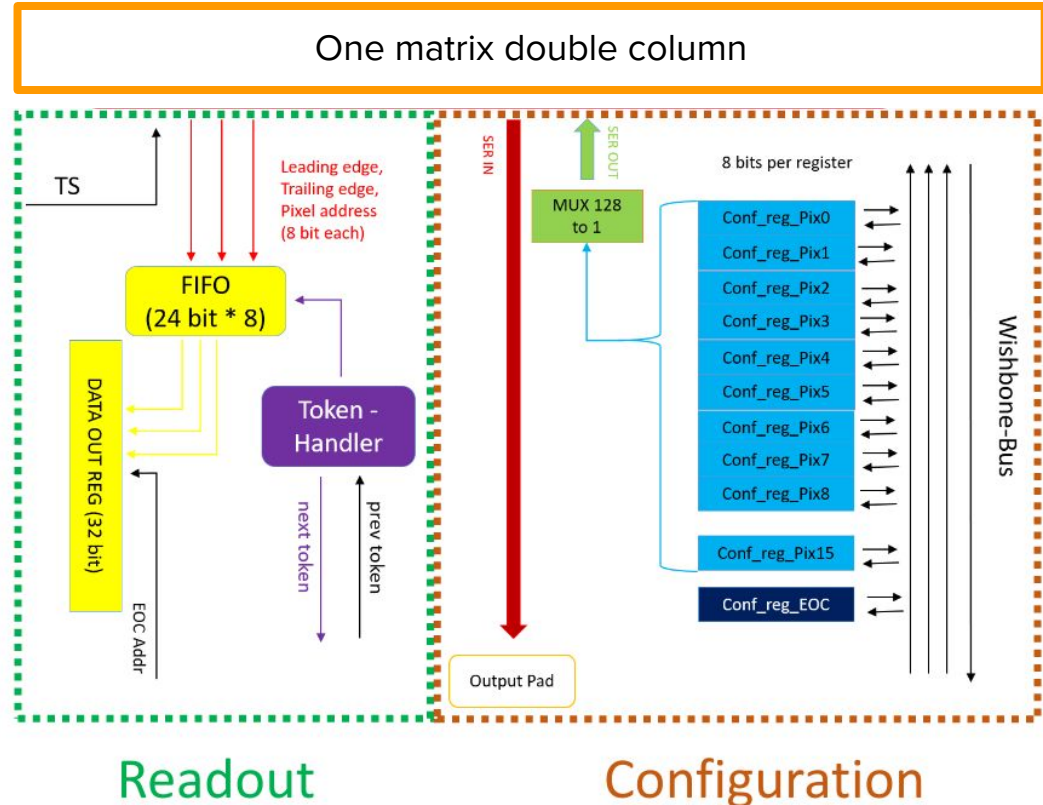 One matrix double column
TS
Leading edge,
Trailing edge,
Pixel address
(8 bit each)
FIFO
(24 bit * 8)
DATA OUT REG (32 bit)
Token -
Handler
next token
prev token
EOC Addr
SER IN
SER OUT
MUX 128
to 1
8 bits per register
Conf_reg_Pix0
Conf_reg_Pix1
Conf_reg_Pix2
Conf_reg_Pix3
Conf_reg_Pix4
Conf_reg_Pix5
Conf_reg_Pix6
Conf_reg_Pix7
Conf_reg_Pix8
Conf_reg_Pix15
Conf_reg_EOC
Wishbone-Bus
Output Pad
Readout
Configuration